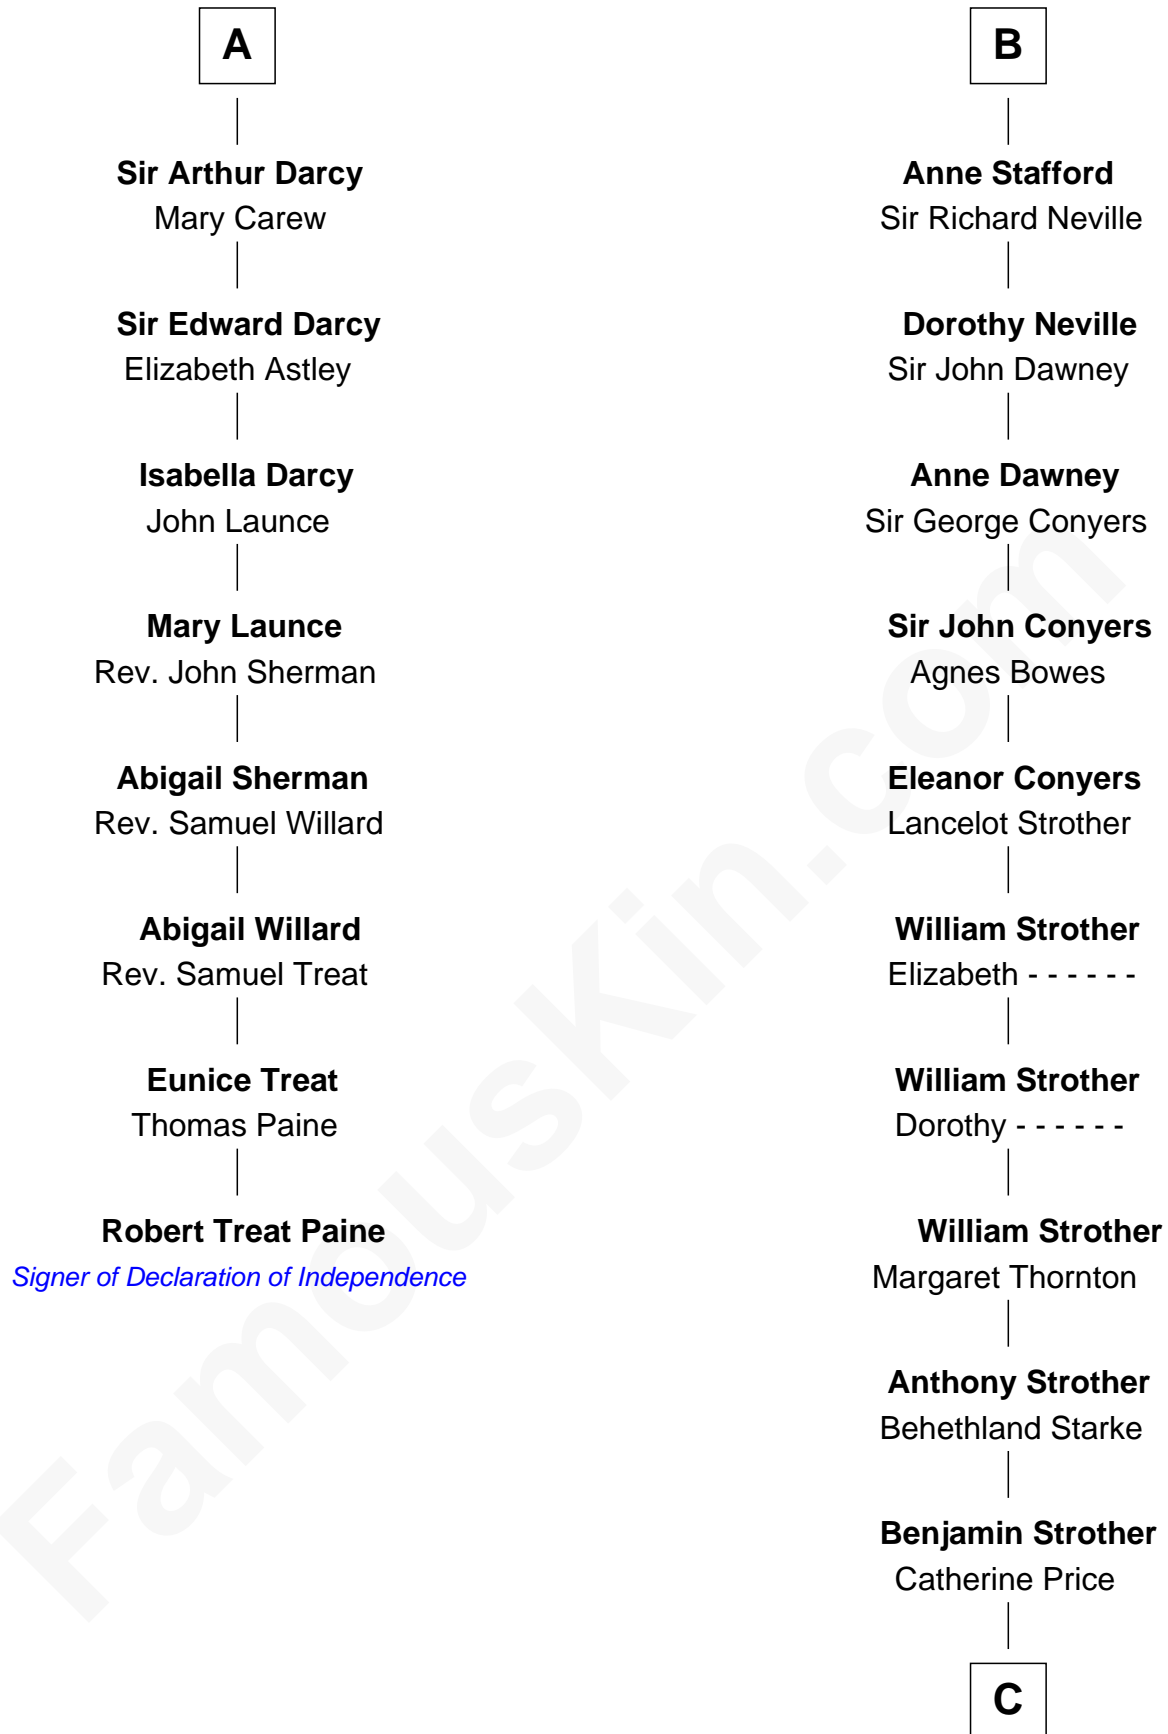 A
Sir Arthur Darcy
Mary Carew
Sir Edward Darcy
Elizabeth Astley
Isabella Darcy
John Launce
Mary Launce
Rev. John Sherman
Abigail Sherman
Rev. Samuel Willard
Abigail Willard
Rev. Samuel Treat
Eunice Treat
Thomas Paine
Robert Treat Paine
Signer of Declaration of Independence
B
Anne Stafford
Sir Richard Neville
Dorothy Neville
Sir John Dawney
Anne Dawney
Sir George Conyers
Sir John Conyers
Agnes Bowes
Eleanor Conyers
Lancelot Strother
William Strother
Elizabeth - - - - - -
William Strother
Dorothy - - - - - -
William Strother
Margaret Thornton
Anthony Strother
Behethland Starke
Benjamin Strother
Catherine Price
C
FamousKin.com